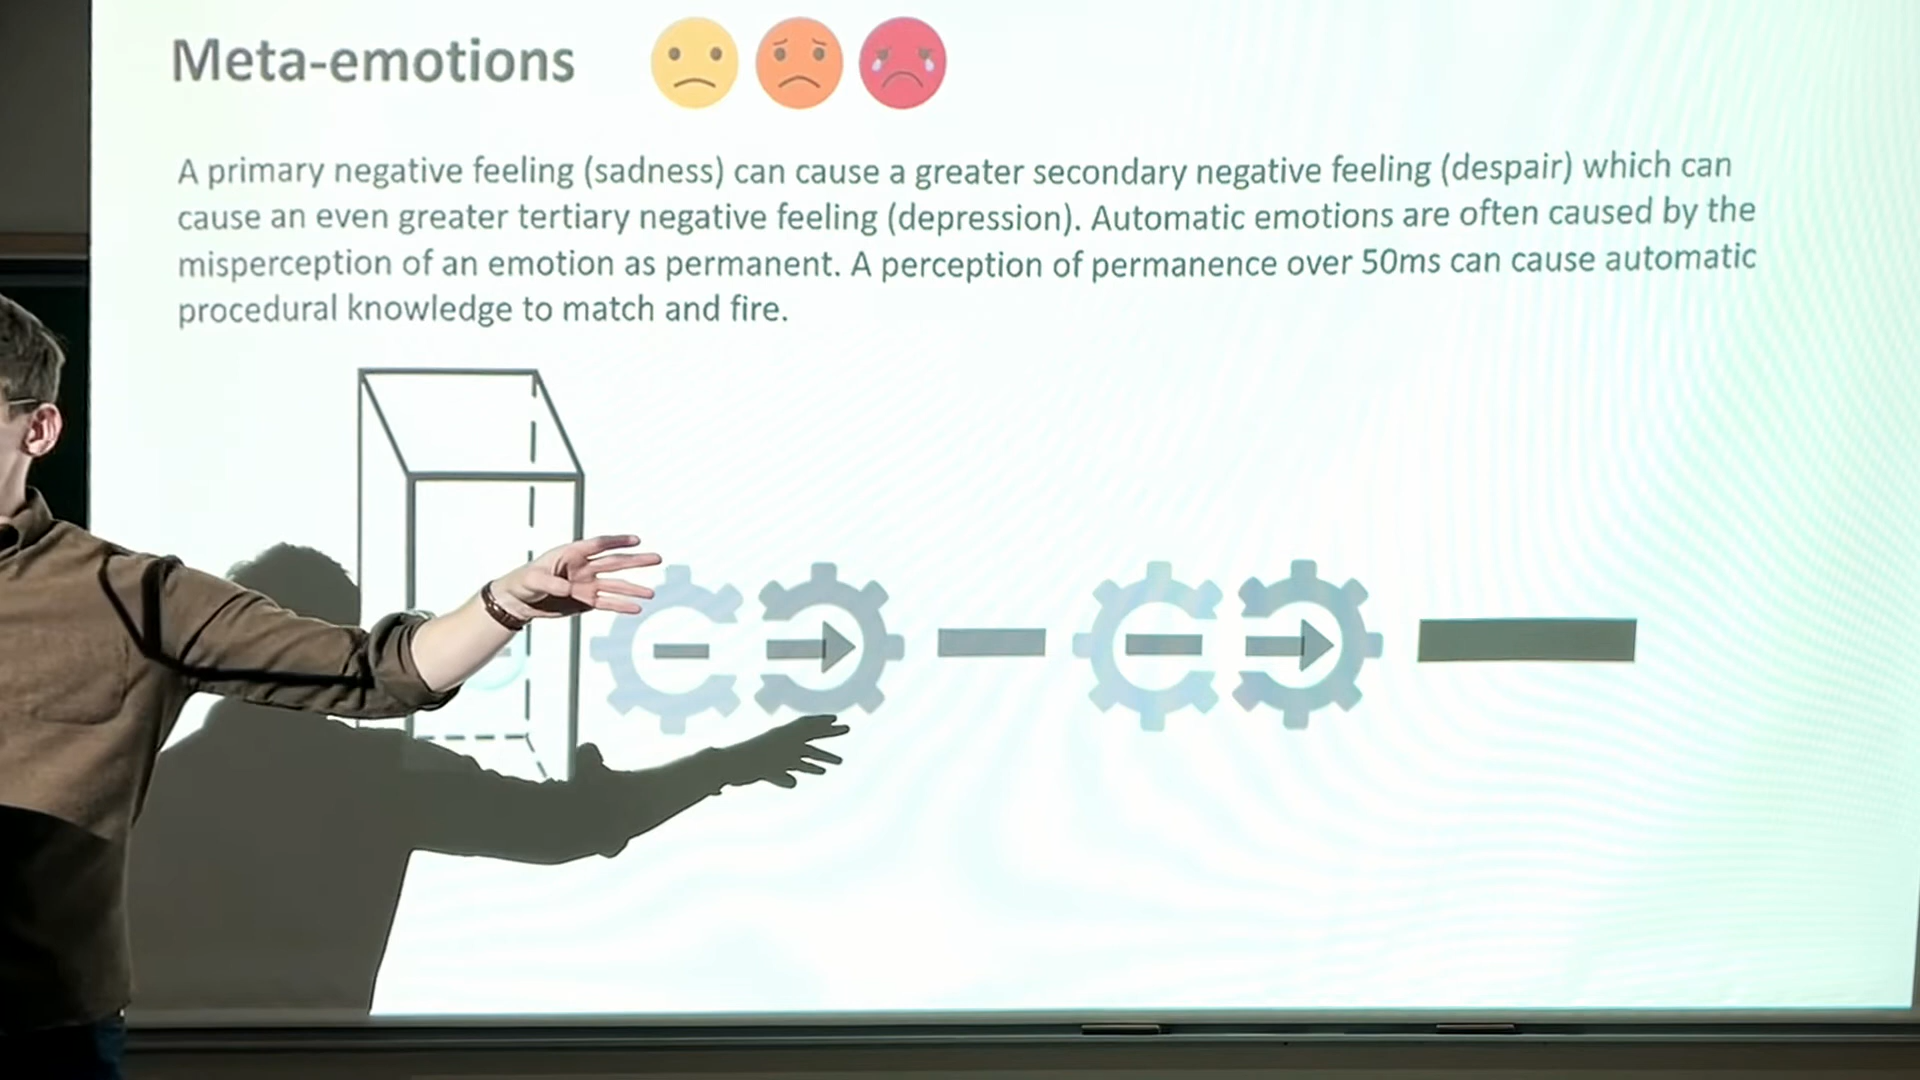 Meta-emotions
A primary negative feeling (sadness) can cause a greater secondary negative feeling (despair) which can
cause an even greater tertiary negative feeling (depression). Automatic emotions are often caused by the
misperception of an emotion as permanent. A perception of permanence over 50ms can cause automatic
procedural knowledge to match and fire.